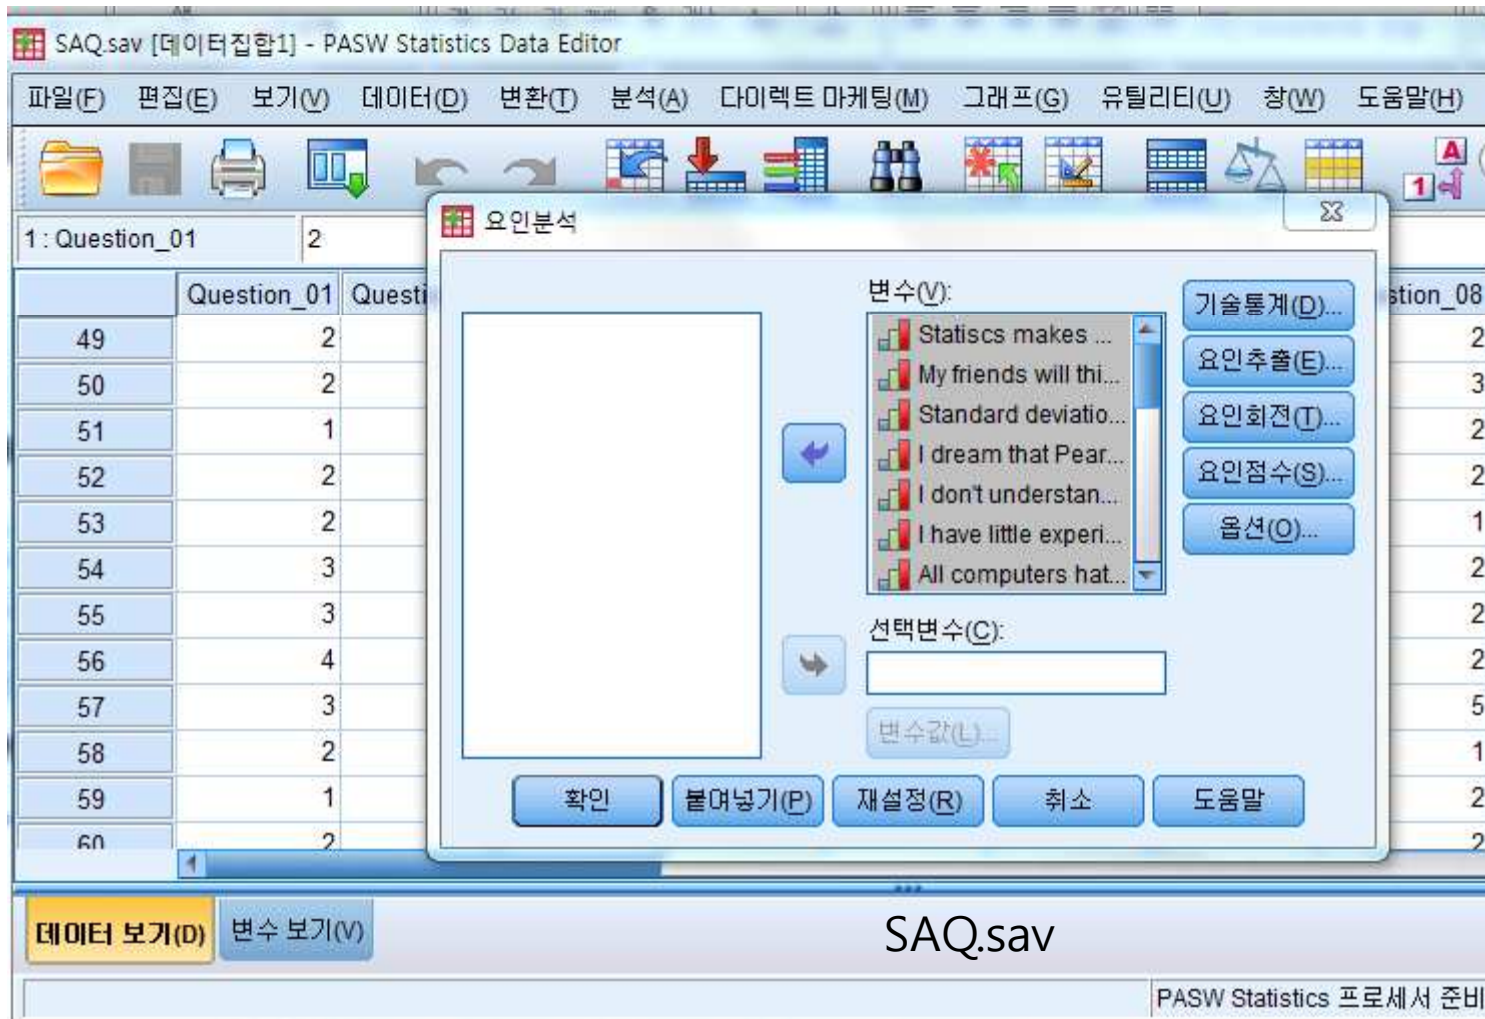 SAQ.sav [데이터집합1] - PASW Statistics Data Editor
파일(F) 편집(E) 보기(V) 데이터(D) 변환(T) 분석(A) 다이렉트 마케팅(M) 그래프(G) 유틸리티(U) 창(W) 도움말(H)
A
1
1 : Question_01 2
요인분석
Question_01 Questi stion_08
49 2 2
50 2 3
51 1 2
52 2 2
53 2 1
54 3 2
55 3 2
56 4 2
57 3 5
58 2 1
59 1 2
60 2 2
변수(V):
Statiscs makes ...
My friends will thi...
Standard deviatio...
I dream that Pear...
I don't understan...
I have little experi...
All computers hat...
기술통계(D)...
요인추출(E)...
요인회전(T)...
요인점수(S)...
옵션(O)...
선택변수(C):
변수값(L)...
확인 붙여넣기(P) 재설정(R) 취소 도움말
데이터 보기(D) 변수 보기(V)
SAQ.sav
PASW Statistics 프로세서 준비